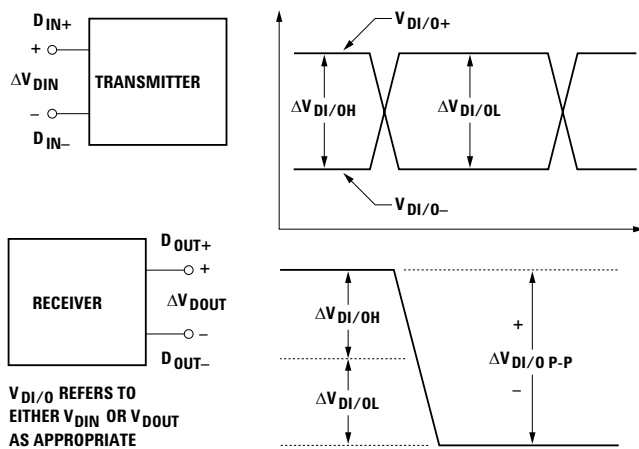 D IN+
+
ΔV DIN
–
D IN–
TRANSMITTER
V DI/O+
ΔV DI/OH
ΔV DI/OL
V DI/O–
RECEIVER
D OUT+
+
ΔV DOUT
–
D OUT–
V DI/O REFERS TO
EITHER V DIN OR V DOUT
AS APPROPRIATE
ΔV DI/OH
ΔV DI/OL
+
ΔV DI/O P-P
–